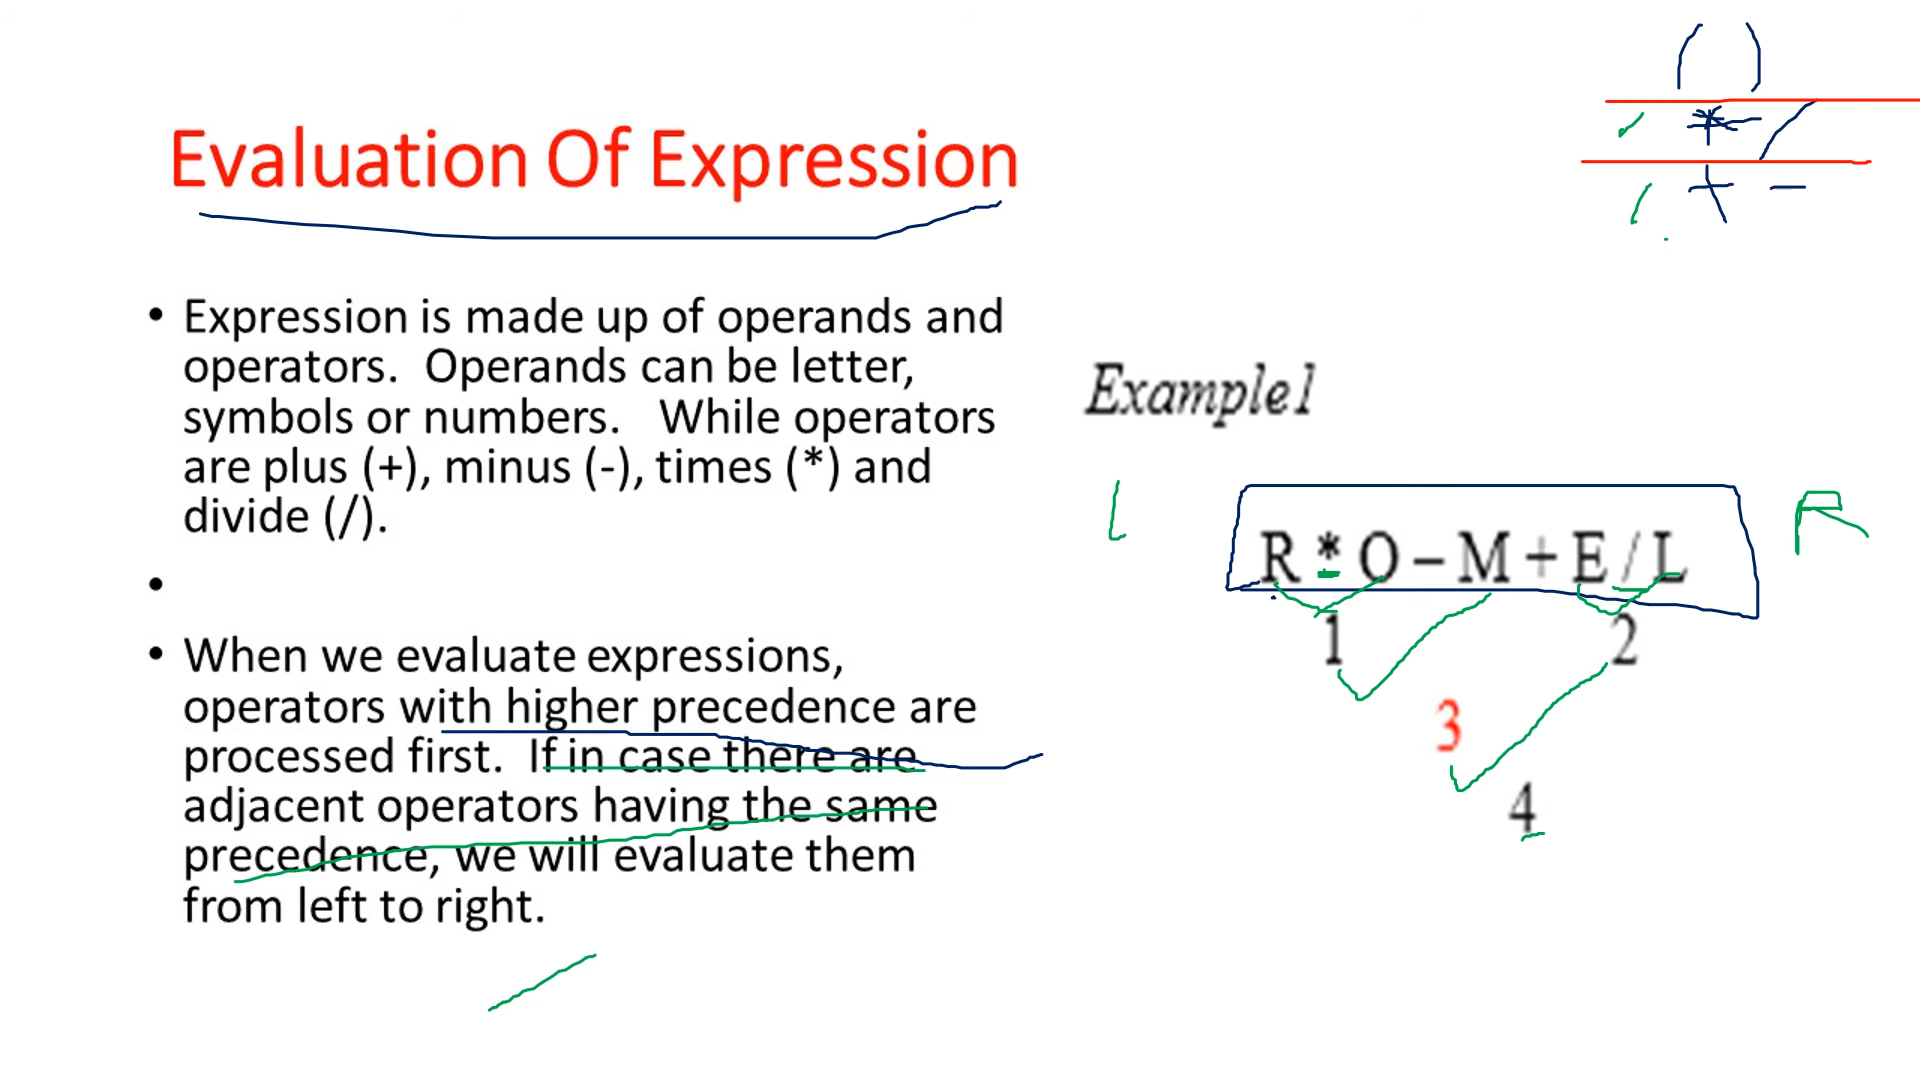 ( )
* /
+ -
Evaluation Of Expression
• Expression is made up of operands and
operators. Operands can be letter,
symbols or numbers. While operators
are plus (+), minus (-), times (*) and
divide (/).
•
• When we evaluate expressions,
operators with higher precedence are
processed first. If in case there are
adjacent operators having the same
precedence, we will evaluate them
from left to right.
Example1
L R
R * O – M + E / L
1 2
3
4